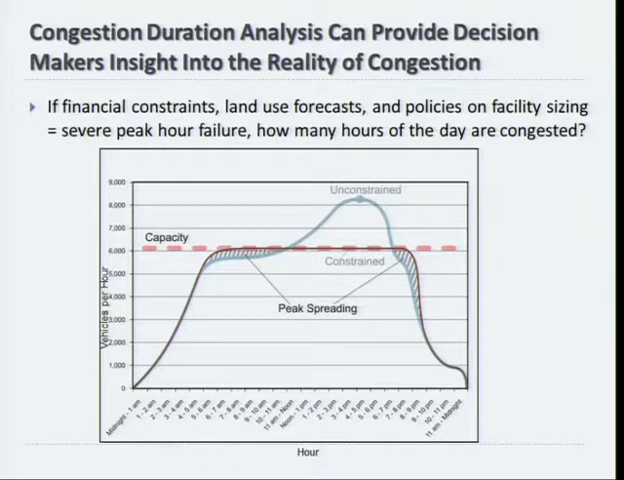 Congestion Duration Analysis Can Provide Decision
Makers Insight Into the Reality of Congestion
If financial constraints, land use forecasts, and policies on facility sizing
= severe peak hour failure, how many hours of the day are congested?
9,000
Unconstrained
8,000
7,000
Capacity
6,000
Constrained
5,000
4,000
Peak Spreading
3,000
2,000
1,000
0
Vehicles per Hour
Midnight - 1 am
1 - 2 am
2 - 3 am
3 - 4 am
4 - 5 am
5 - 6 am
6 - 7 am
7 - 8 am
8 - 9 am
9 - 10 am
10 - 11 am
11 am - Noon
Noon - 1 pm
1 - 2 pm
2 - 3 pm
3 - 4 pm
4 - 5 pm
5 - 6 pm
6 - 7 pm
7 - 8 pm
8 - 9 pm
9 - 10 pm
10 - 11 pm
11 am - Midnight
Hour